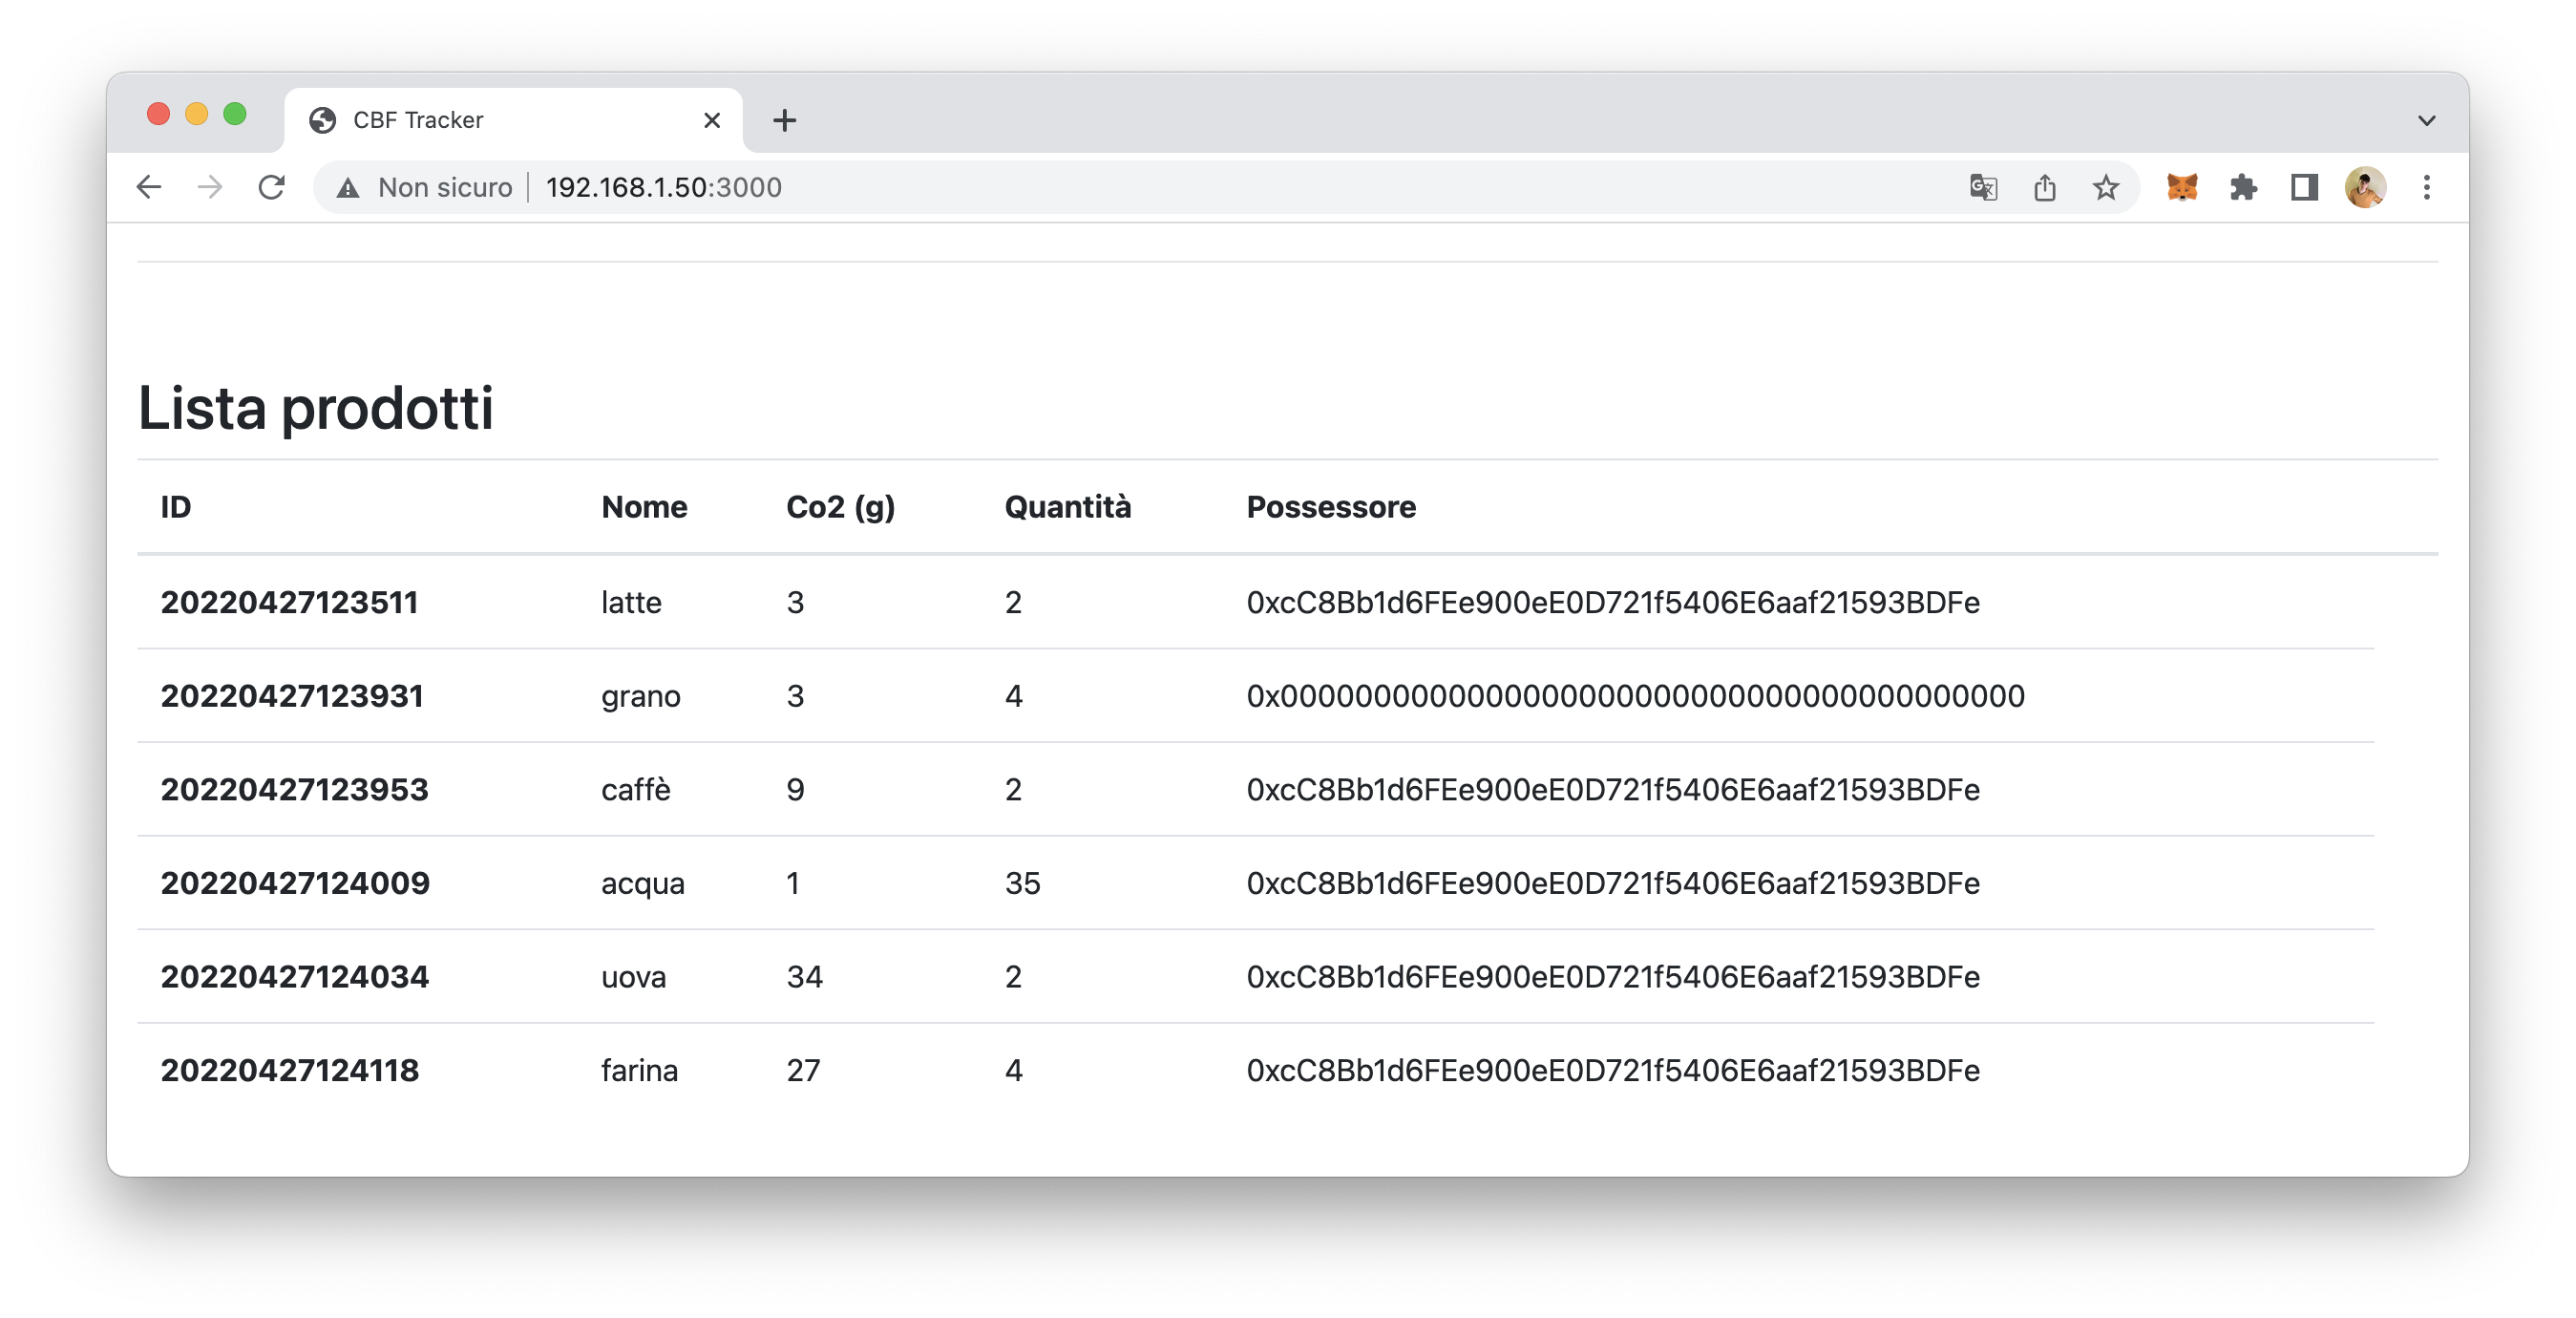 CBF Tracker
Non sicuro 192.168.1.50:3000
Lista prodotti
ID Nome Co2 (g) Quantità Possessore
20220427123511 latte 3 2 0xcC8Bb1d6FEe900eE0D721f5406E6aaf21593BDFe
20220427123931 grano 3 4 0x0000000000000000000000000000000000000000
20220427123953 caffè 9 2 0xcC8Bb1d6FEe900eE0D721f5406E6aaf21593BDFe
20220427124009 acqua 1 35 0xcC8Bb1d6FEe900eE0D721f5406E6aaf21593BDFe
20220427124034 uova 34 2 0xcC8Bb1d6FEe900eE0D721f5406E6aaf21593BDFe
20220427124118 farina 27 4 0xcC8Bb1d6FEe900eE0D721f5406E6aaf21593BDFe